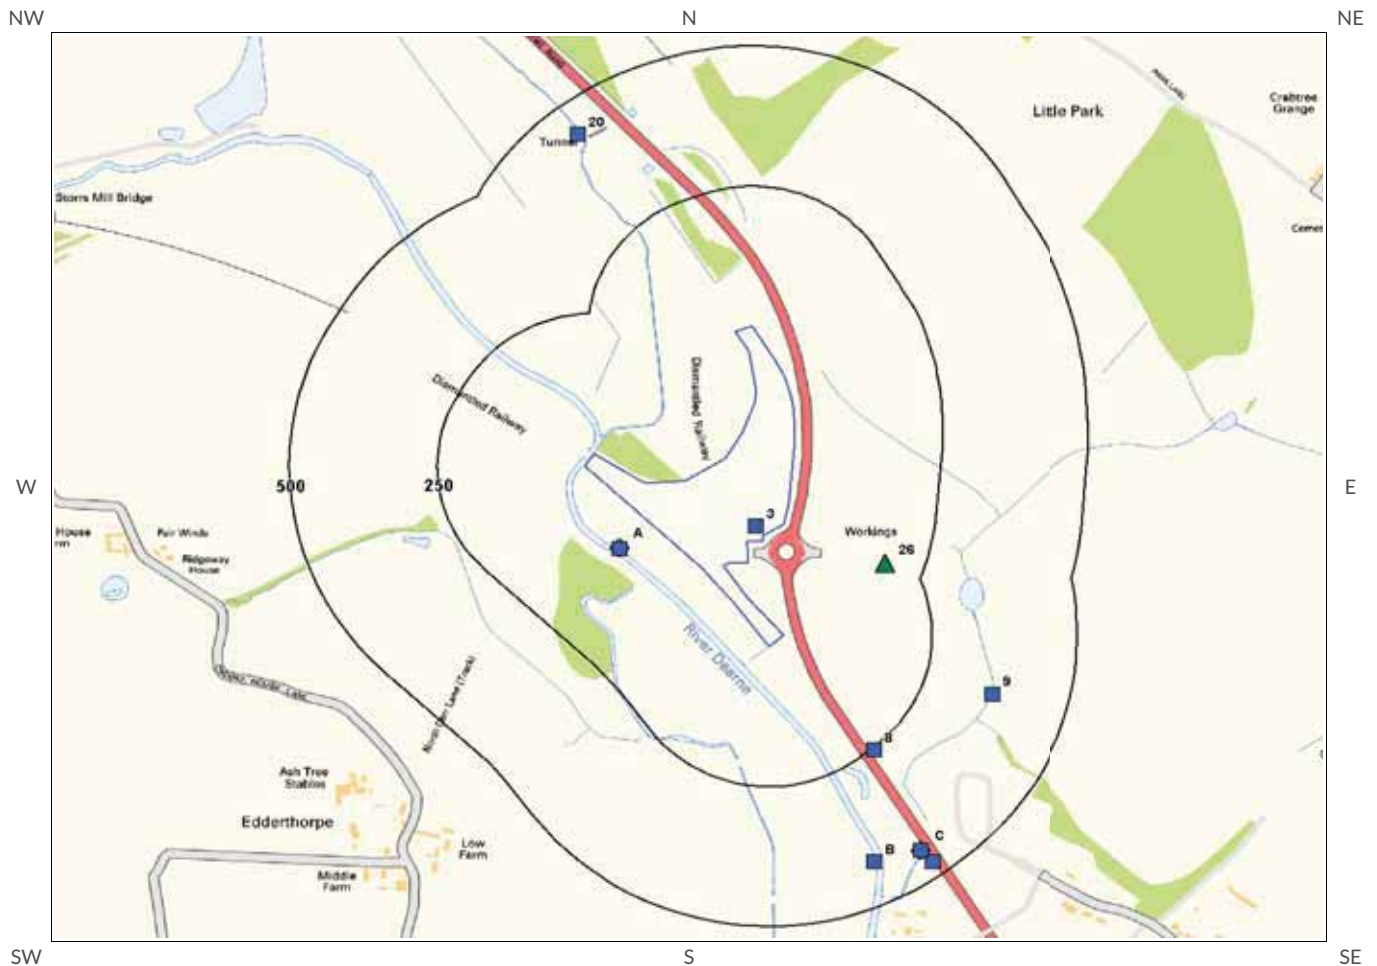 NW
N
NE
Little Park
Crabtree
Grange
20
Tunnel
Storrs Mill Bridge
Dismantled Railway
Dismantled Railway
W
500
250
E
3
House
Fair Winds
Ridgeway
House
A
Workings
26
River Dearne
9
8
Ash Tree
Stables
Edderthorpe
Low
Farm
Middle
Farm
B
C
SW
S
SE